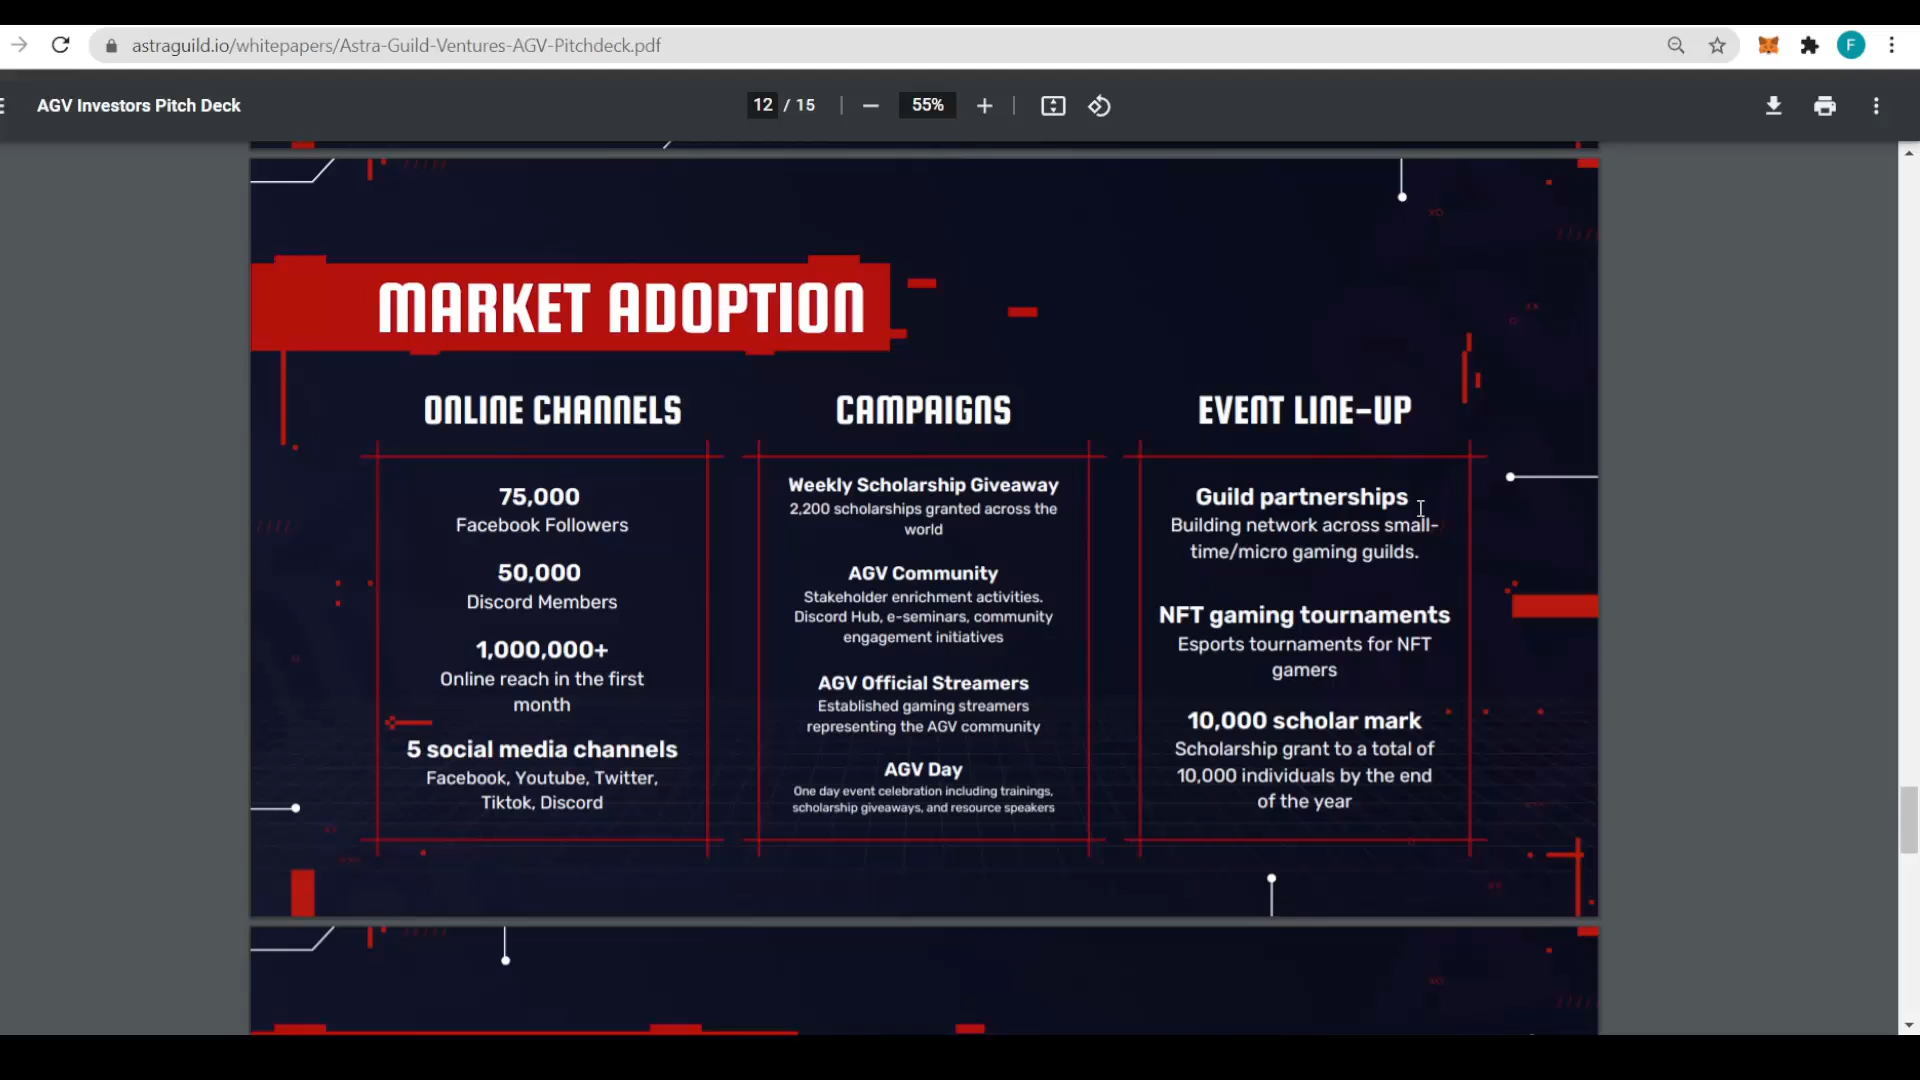 astraguild.io/whitepapers/Astra-Guild-Ventures-AGV-Pitchdeck.pdf
F
AGV Investors Pitch Deck
12 / 15
55%
MARKET ADOPTION
ONLINE CHANNELS
75,000
Facebook Followers
50,000
Discord Members
1,000,000+
Online reach in the first
month
5 social media channels
Facebook, Youtube, Twitter,
Tiktok, Discord
CAMPAIGNS
Weekly Scholarship Giveaway
2,200 scholarships granted across the
world
AGV Community
Stakeholder enrichment activities.
Discord Hub, e-seminars, community
engagement initiatives
AGV Official Streamers
Established gaming streamers
representing the AGV community
AGV Day
One day event celebration including trainings,
scholarship giveaways, and resource speakers
EVENT LINE-UP
Guild partnerships
Building network across small-
time/micro gaming guilds.
NFT gaming tournaments
Esports tournaments for NFT
gamers
10,000 scholar mark
Scholarship grant to a total of
10,000 individuals by the end
of the year